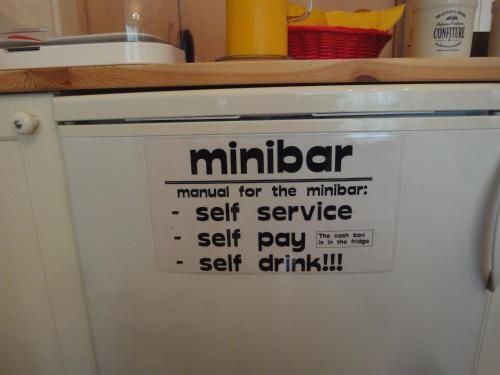 CONFITURE
minibar
manual for the minibar:
- self service
- self pay
The cash box
is in the fridge
- self drink!!!